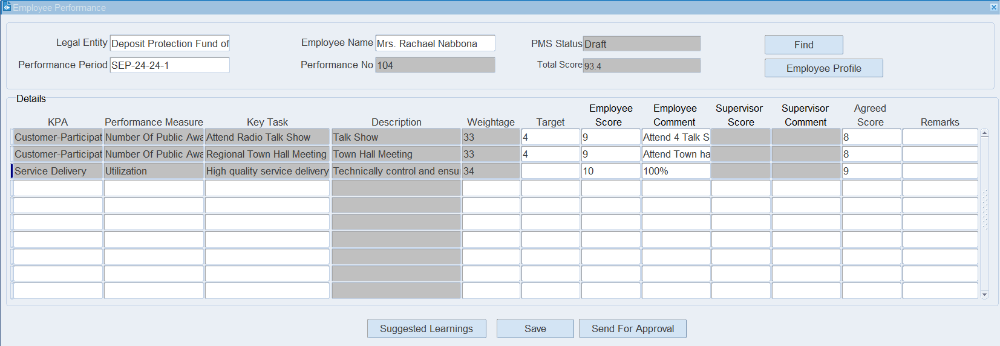 Employee Performance
Legal Entity Deposit Protection Fund of Employee Name Mrs. Rachael Nabbona PMS Status Draft Find
Performance Period SEP-24-24-1 Performance No 104 Total Score 93.4 Employee Profile
Details
KPA Performance Measure Key Task Description Weightage Target Employee Score Employee Comment Supervisor Score Supervisor Comment Agreed Score Remarks
Customer-Participat Number Of Public Awa Attend Radio Talk Show Talk Show 33 4 9 Attend 4 Talk S 8
Customer-Participat Number Of Public Awa Regional Town Hall Meeting Town Hall Meeting 33 4 9 Attend Town ha 8
Service Delivery Utilization High quality service delivery Technically control and ensu 34 10 100% 9
Suggested Learnings Save Send For Approval